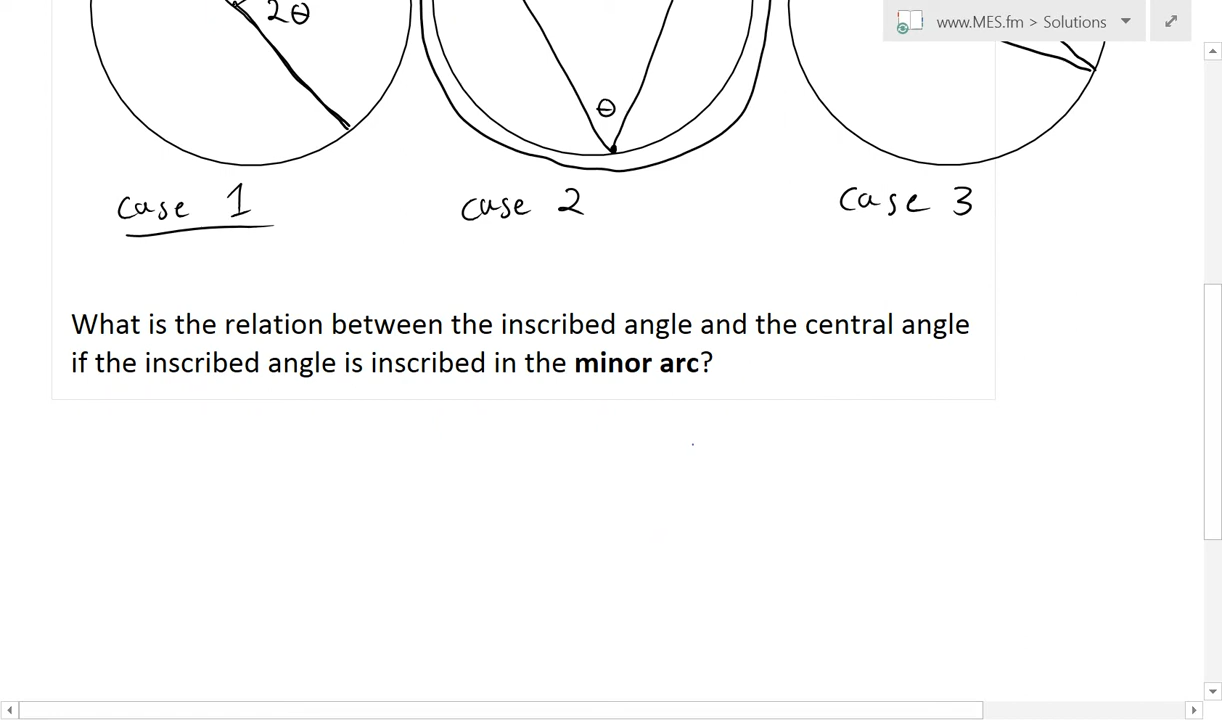 www.MES.fm > Solutions
2θ
θ
case 1
case 2
case 3
What is the relation between the inscribed angle and the central angle
if the inscribed angle is inscribed in the minor arc?